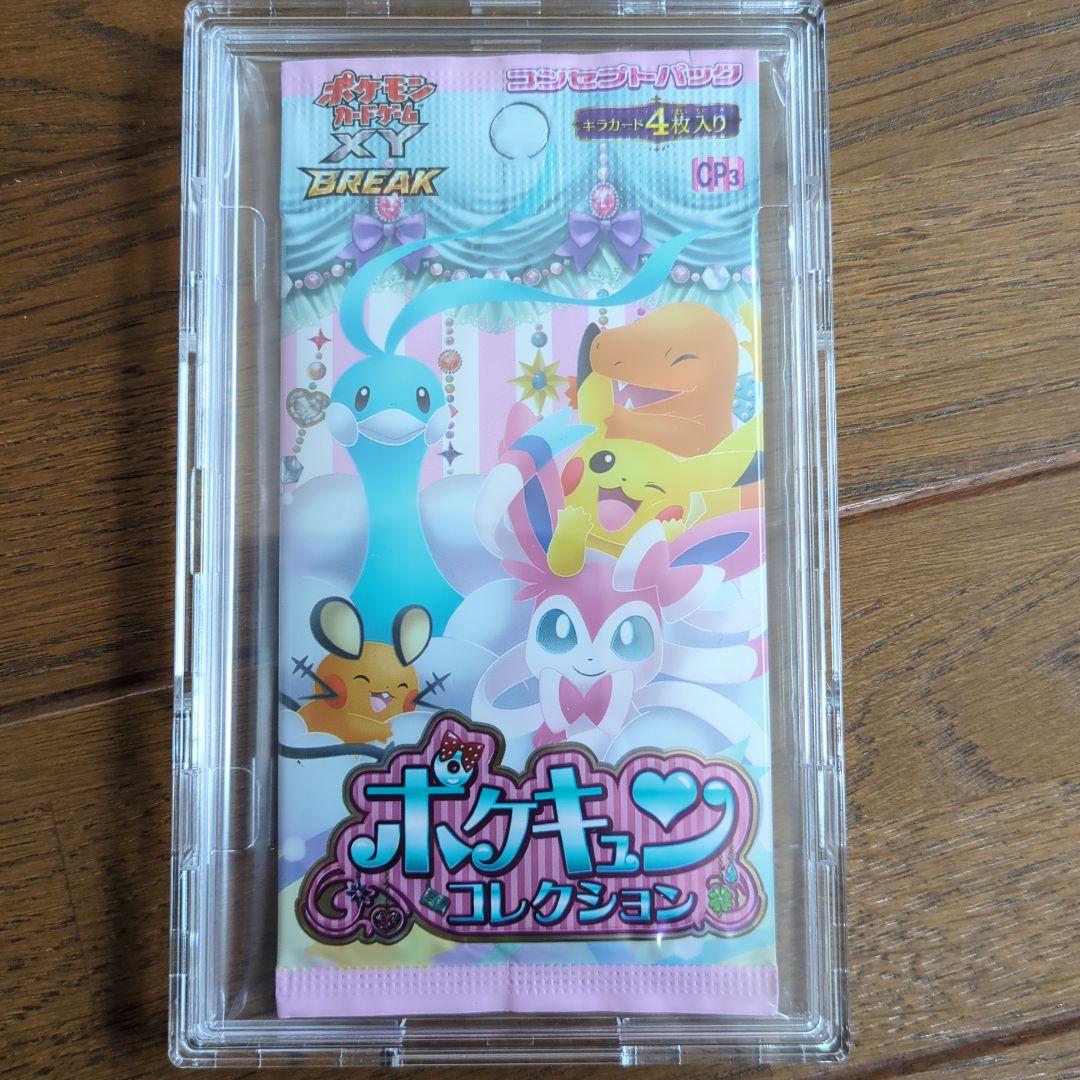 ポケモン
カードゲーム
XY
BREAK
コンセプトパック
キラカード4枚入り
CP3
ポケキュン
コレクション